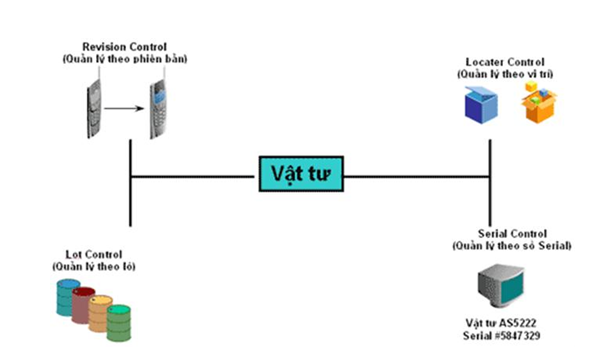 Revision Control
(Quản lý theo phiên bản)
Locater Control
(Quản lý theo vị trí)
Vật tư
Lot Control
(Quản lý theo lô)
Serial Control
(Quản lý theo số Serial)
Vật tư AS5222
Serial #5847329